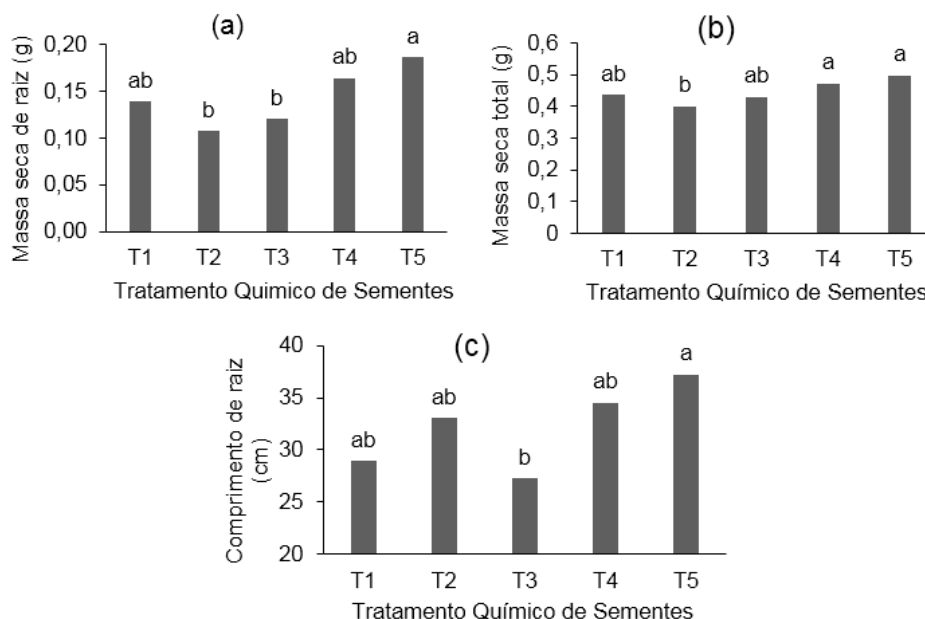 (a)
Massa seca de raiz (g)
0,20
0,15
0,10
0,05
0,00
ab
b
b
ab
a
T1 T2 T3 T4 T5
Tratamento Quimico de Sementes
(b)
Massa seca total (g)
0,6
0,5
0,4
0,3
0,2
0,1
0
ab
b
ab
a
a
T1 T2 T3 T4 T5
Tratamento Químico de Sementes
(c)
Comprimento de raiz
(cm)
40
35
30
25
20
ab
ab
b
ab
a
T1 T2 T3 T4 T5
Tratamento Químico de Sementes